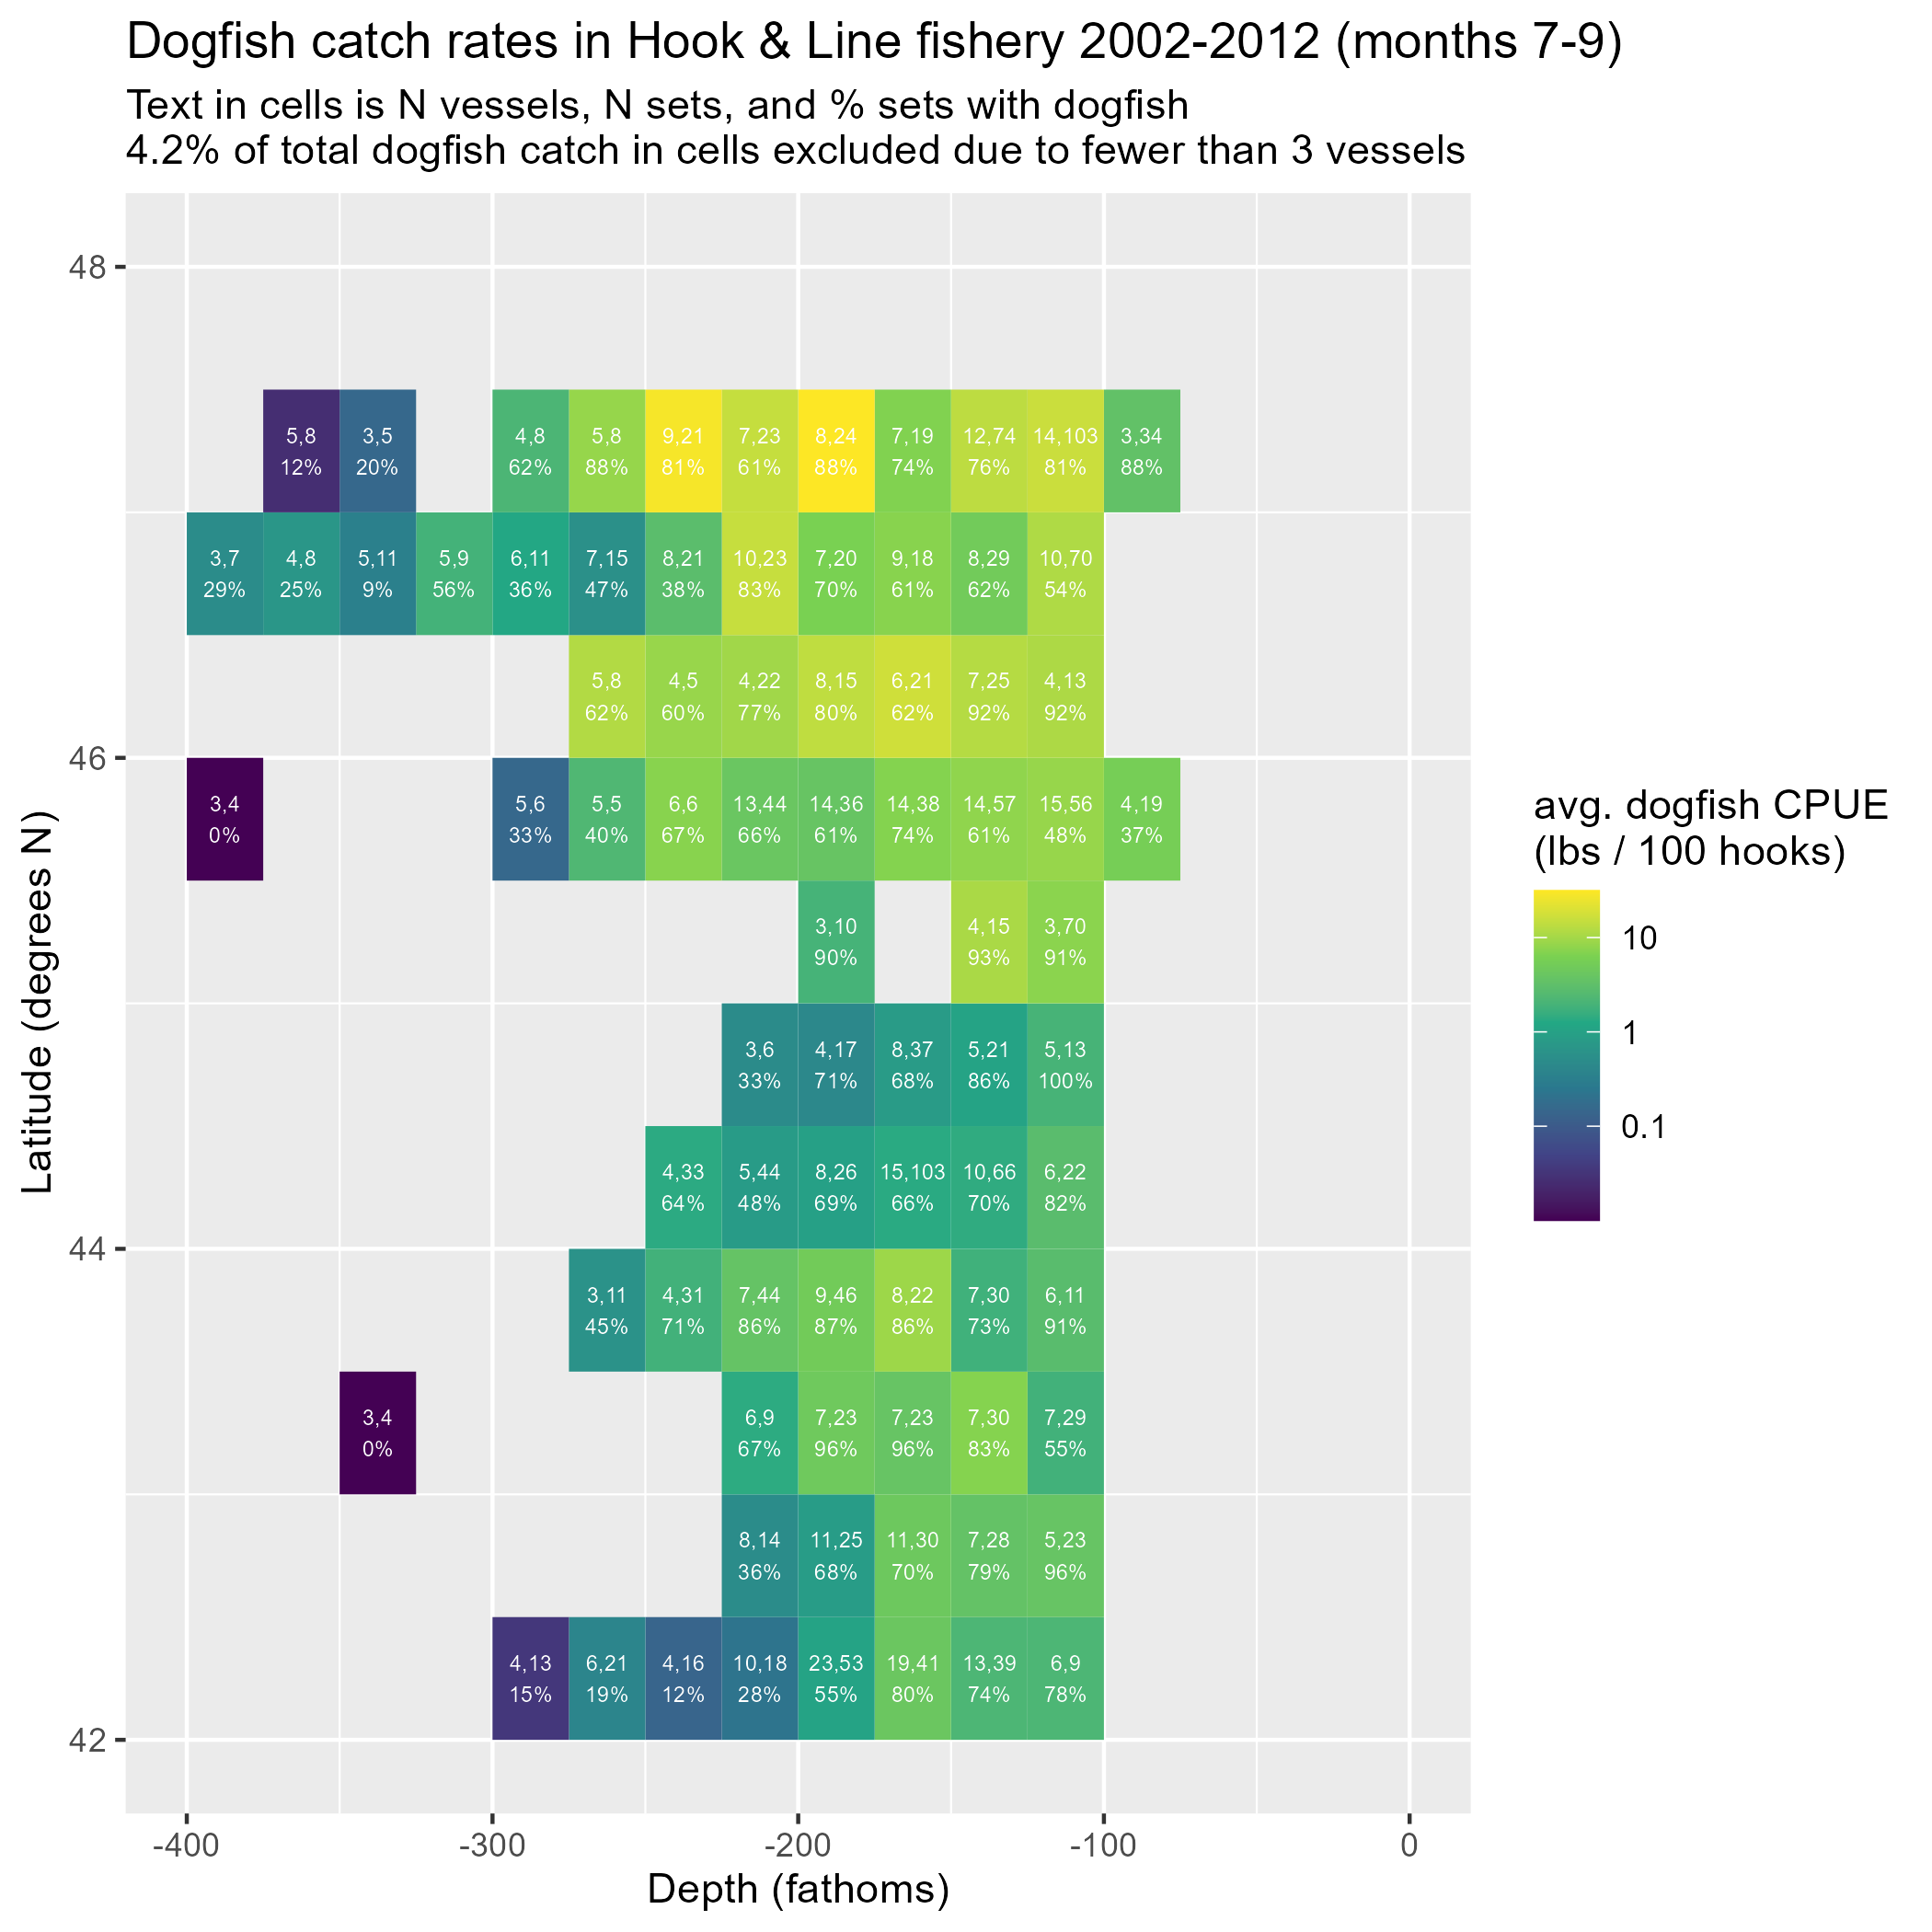 Dogfish catch rates in Hook & Line fishery 2002-2012 (months 7-9)
Text in cells is N vessels, N sets, and % sets with dogfish
4.2% of total dogfish catch in cells excluded due to fewer than 3 vessels
48
5,8 3,5 4,8 5,8 9,21 7,23 8,24 7,19 12,74 14,103 3,34
12% 20% 62% 88% 81% 61% 88% 74% 76% 81% 88%
3,7 4,8 5,11 5,9 6,11 7,15 8,21 10,23 7,20 9,18 8,29 10,70
29% 25% 9% 56% 36% 47% 38% 83% 70% 61% 62% 54%
5,8 4,5 4,22 8,15 6,21 7,25 4,13
62% 60% 77% 80% 62% 92% 92%
46
3,4 5,6 5,5 6,6 13,44 14,36 14,38 14,57 15,56 4,19
0% 33% 40% 67% 66% 61% 74% 61% 48% 37%
3,10 4,15 3,70
90% 93% 91%
3,6 4,17 8,37 5,21 5,13
33% 71% 68% 86% 100%
4,33 5,44 8,26 15,103 10,66 6,22
64% 48% 69% 66% 70% 82%
44
3,11 4,31 7,44 9,46 8,22 7,30 6,11
45% 71% 86% 87% 86% 73% 91%
3,4 6,9 7,23 7,23 7,30 7,29
0% 67% 96% 96% 83% 55%
8,14 11,25 11,30 7,28 5,23
36% 68% 70% 79% 96%
4,13 6,21 4,16 10,18 23,53 19,41 13,39 6,9
15% 19% 12% 28% 55% 80% 74% 78%
42
-400 -300 -200 -100 0
Depth (fathoms)
Latitude (degrees N)
avg. dogfish CPUE
(lbs / 100 hooks)
10
1
0.1